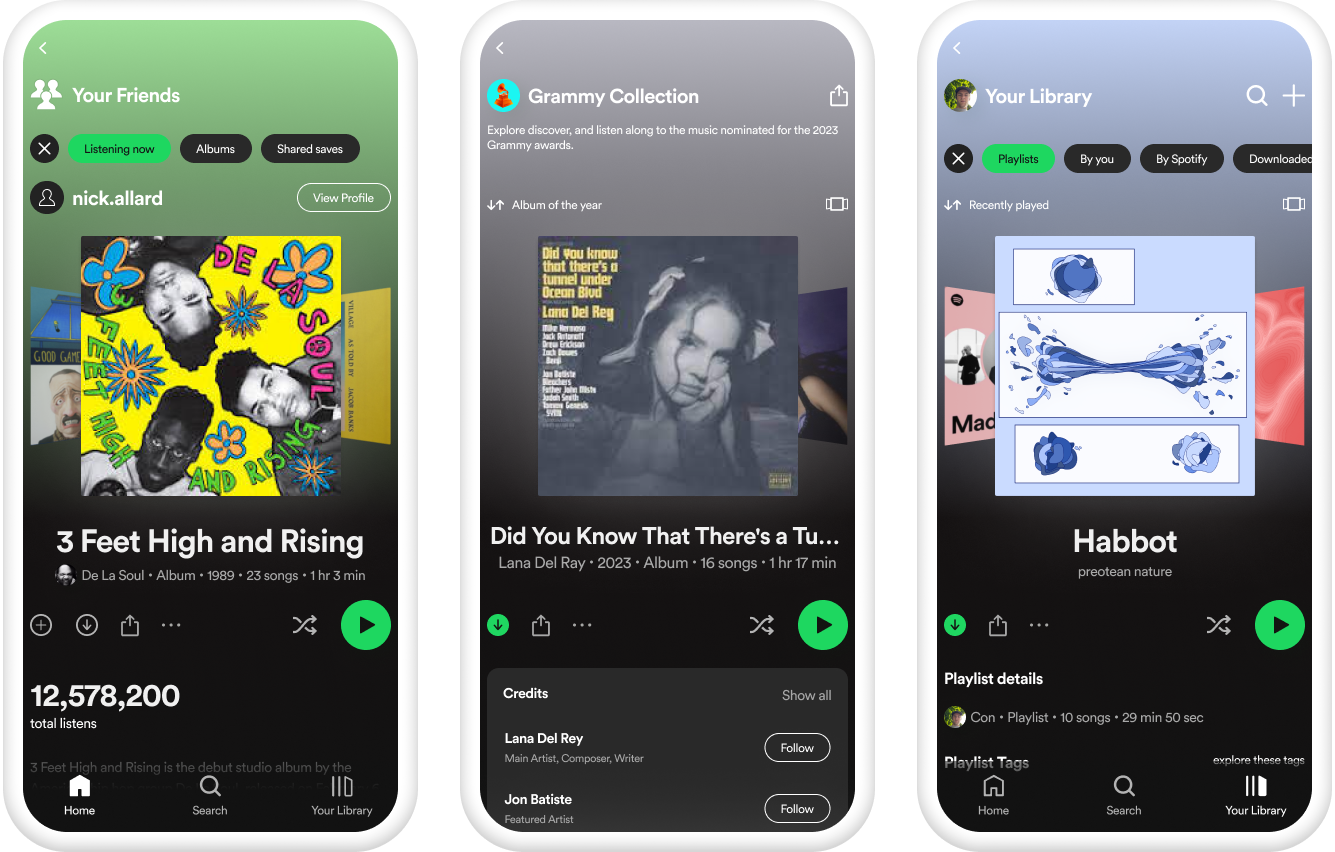 Your Friends
Listening now
Albums
Shared saves
nick.allard
View Profile
GOOD GAME
VILLAGE AS TOLD BY JACOB BANKS
DE LA SOUL
3 FEET HIGH AND RISING
3 Feet High and Rising
De La Soul • Album • 1989 • 23 songs • 1 hr 3 min
12,578,200
total listens
3 Feet High and Rising is the debut studio album by the
Home
Search
Your Library
Grammy Collection
Explore discover, and listen along to the music nominated for the 2023
Grammy awards.
Album of the year
Did you know
that there's a
tunnel under
Ocean Blvd
Lana Del Rey
Mike Hermosa
Jack Antonoff
Drew Erickson
Zach Dawes
Benji
Jon Batiste
Bleachers
Father John Misty
Judah Smith
Tommy Genesis
SYML
Did You Know That There's a Tu...
Lana Del Ray • 2023 • Album • 16 songs • 1 hr 17 min
Credits
Show all
Lana Del Rey
Main Artist, Composer, Writer
Follow
Jon Batiste
Featured Artist
Follow
Your Library
Playlists
By you
By Spotify
Downloaded
Recently played
Mad
Habbot
preotean nature
Playlist details
Con • Playlist • 10 songs • 29 min 50 sec
Playlist Tags
explore these tags
Home
Search
Your Library